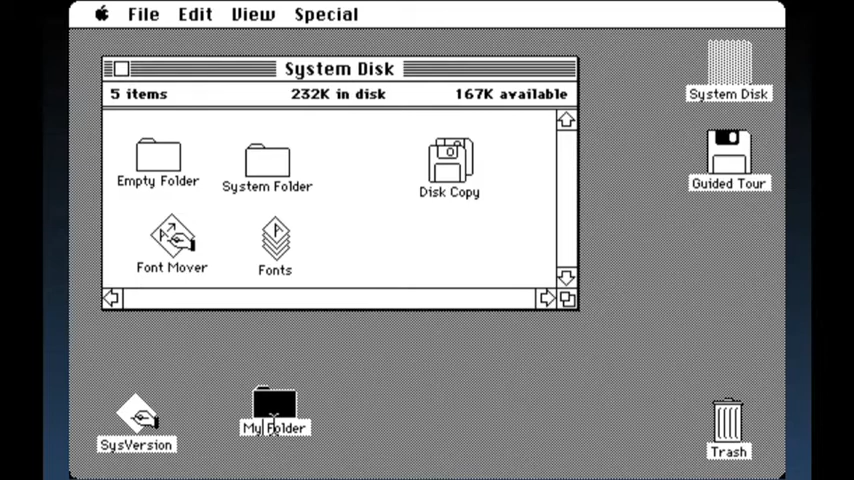 File Edit View Special
System Disk
5 items 232K in disk 167K available
Empty Folder
System Folder
Disk Copy
Font Mover
Fonts
System Disk
Guided Tour
SysVersion
My Folder
Trash